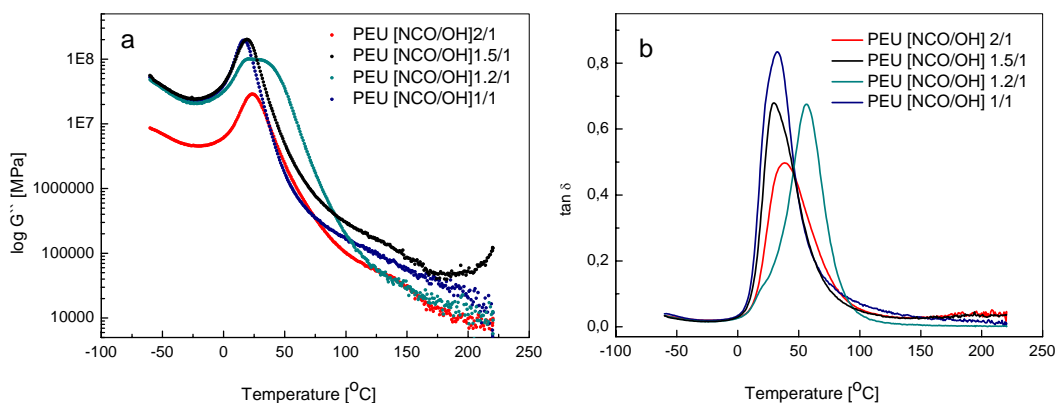 a
PEU [NCO/OH]2/1
PEU [NCO/OH]1.5/1
PEU [NCO/OH]1.2/1
PEU [NCO/OH]1/1
1E8
1E7
1000000
100000
10000
log G`` [MPa]
-100 -50 0 50 100 150 200 250
Temperature [°C]
b
PEU [NCO/OH] 2/1
PEU [NCO/OH] 1.5/1
PEU [NCO/OH] 1.2/1
PEU [NCO/OH] 1/1
0,8
0,6
0,4
0,2
0,0
tan δ
-100 -50 0 50 100 150 200 250
Temperature [°C]